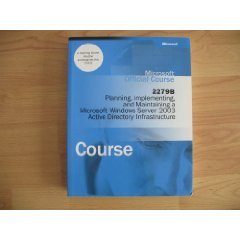 Microsoft
Microsoft
Official Course
2279B
Planning, Implementing,
and Maintaining a
Microsoft Windows Server 2003
Active Directory Infrastructure
Course